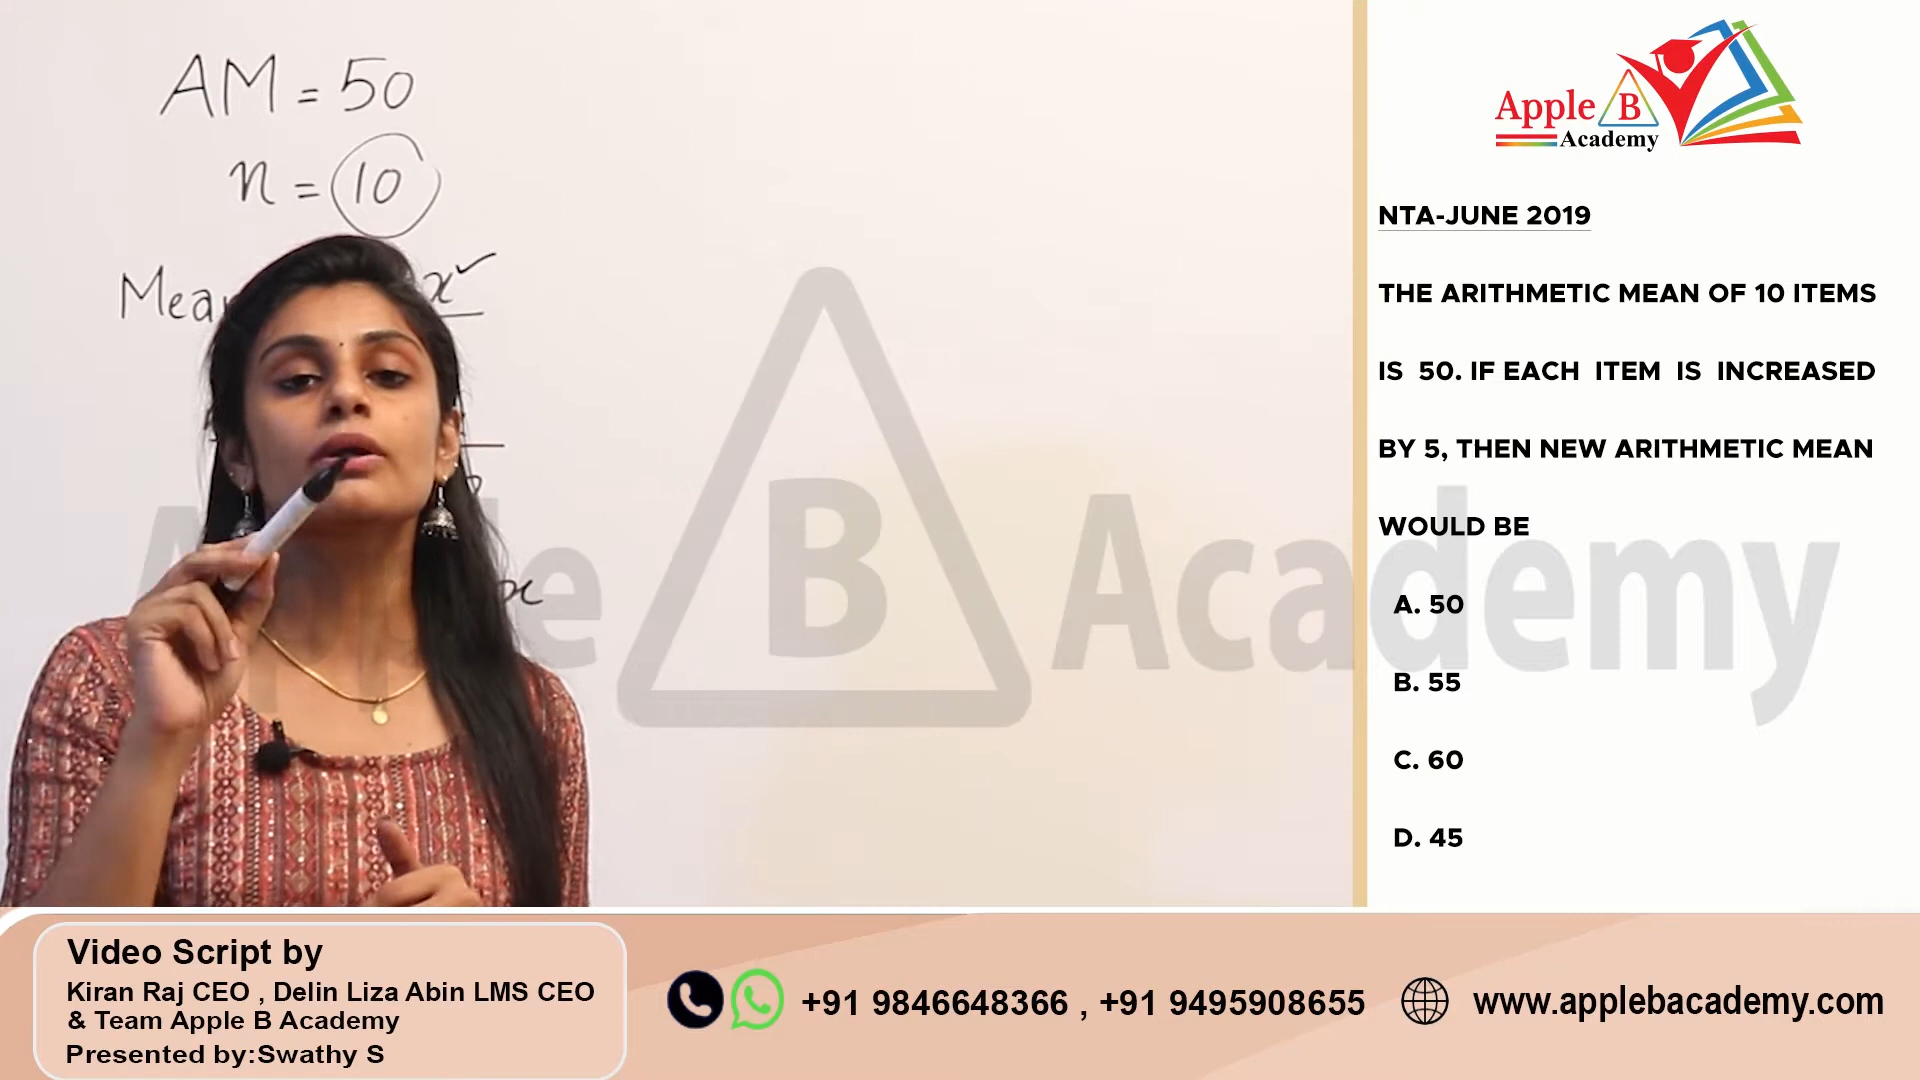 AM = 50
n = 10
x✓
Apple B
Academy
NTA-JUNE 2019
THE ARITHMETIC MEAN OF 10 ITEMS
IS 50. IF EACH ITEM IS INCREASED
BY 5, THEN NEW ARITHMETIC MEAN
WOULD BE
A. 50
B. 55
C. 60
D. 45
x
Apple B Academy
Video Script by
Kiran Raj CEO , Delin Liza Abin LMS CEO
& Team Apple B Academy
Presented by:Swathy S
+91 9846648366 , +91 9495908655
www.applebacademy.com